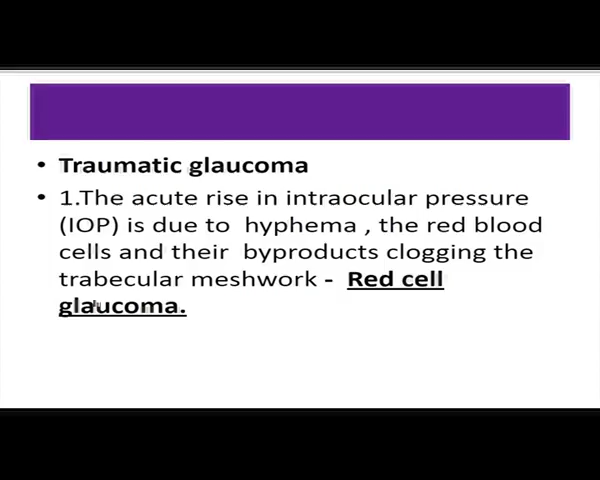 • Traumatic glaucoma
• 1.The acute rise in intraocular pressure
(IOP) is due to hyphema , the red blood
cells and their byproducts clogging the
trabecular meshwork - Red cell
glaucoma.